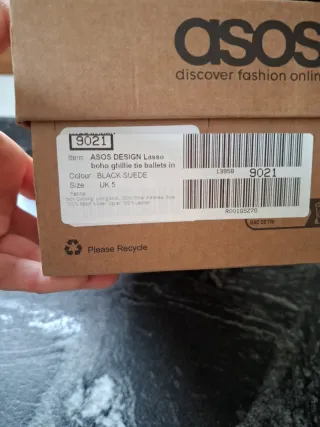 asos
discover fashion onlin
9021
Item: ASOS DESIGN Lasso
boho ghillie tie ballets in
Colour BLACK SUEDE
Size UK 5
13958 9021
Please Recycle